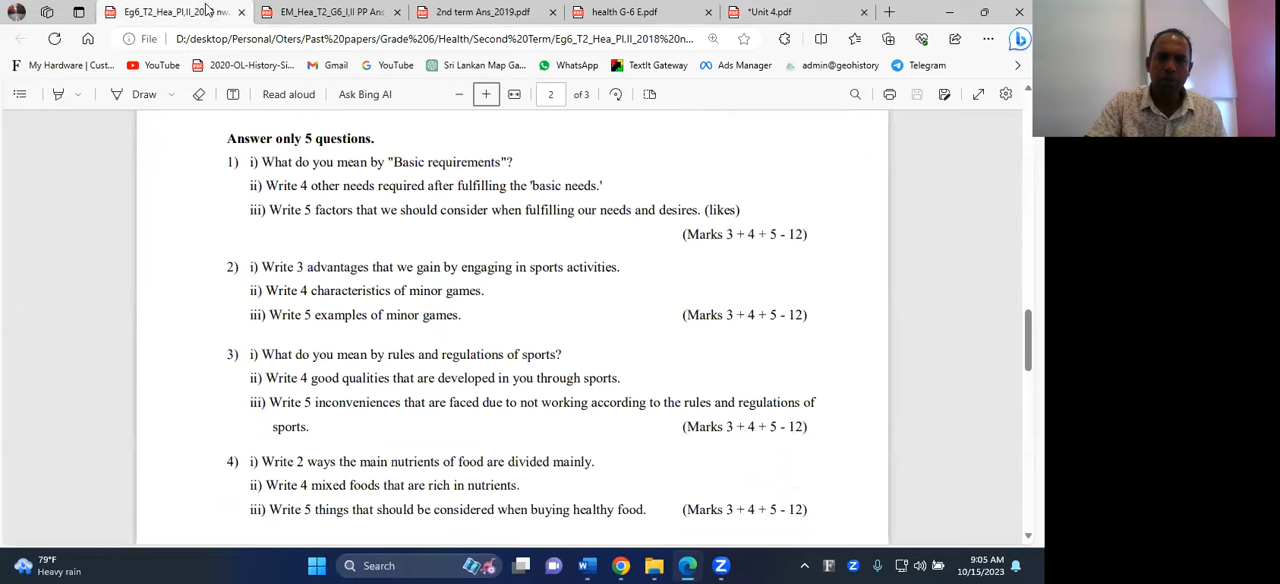 Eg6_T2_Hea_PI,II_20
EM_Hea_T2_G6_I,II PP Ans
2nd term Ans_2019.pdf
health G-6 E.pdf
*Unit 4.pdf
File
D:/desktop/Personal/Oters/Past%20papers/Grade%206/Health/Second%20Term/Eg6_T2_Hea_PI,II_2018%20n...
My Hardware | Cust...
YouTube
2020-OL-History-Si...
Gmail
YouTube
Sri Lankan Map Ga...
WhatsApp
TextIt Gateway
Ads Manager
admin@geohistory
Telegram
Draw
Read aloud
Ask Bing AI
2
of 3
Answer only 5 questions.
1) i) What do you mean by "Basic requirements"?
ii) Write 4 other needs required after fulfilling the 'basic needs.'
iii) Write 5 factors that we should consider when fulfilling our needs and desires. (likes)
(Marks 3 + 4 + 5 - 12)
2) i) Write 3 advantages that we gain by engaging in sports activities.
ii) Write 4 characteristics of minor games.
iii) Write 5 examples of minor games. (Marks 3 + 4 + 5 - 12)
3) i) What do you mean by rules and regulations of sports?
ii) Write 4 good qualities that are developed in you through sports.
iii) Write 5 inconveniences that are faced due to not working according to the rules and regulations of
sports. (Marks 3 + 4 + 5 - 12)
4) i) Write 2 ways the main nutrients of food are divided mainly.
ii) Write 4 mixed foods that are rich in nutrients.
iii) Write 5 things that should be considered when buying healthy food. (Marks 3 + 4 + 5 - 12)
79°F
Heavy rain
Search
9:05 AM
10/15/2023